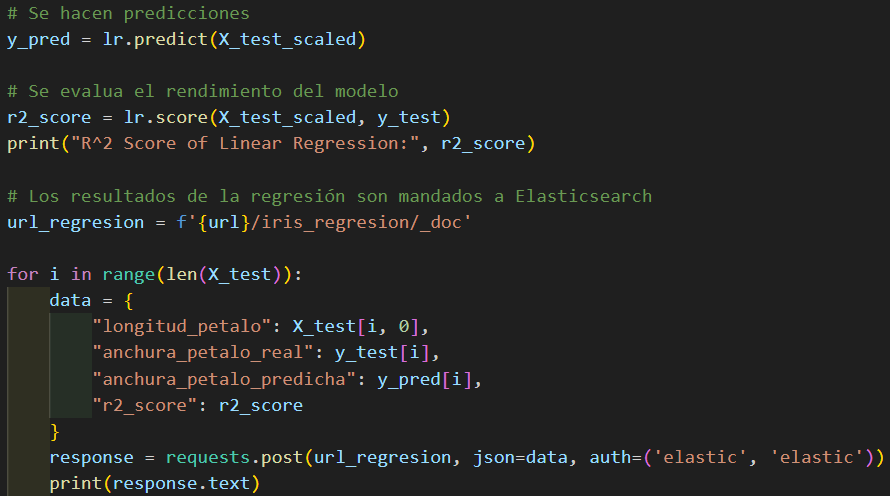 # Se hacen predicciones
y_pred = lr.predict(X_test_scaled)
# Se evalua el rendimiento del modelo
r2_score = lr.score(X_test_scaled, y_test)
print("R^2 Score of Linear Regression:", r2_score)
# Los resultados de la regresión son mandados a Elasticsearch
url_regresion = f'{url}/iris_regresion/_doc'
for i in range(len(X_test)):
    data = {
        "longitud_petalo": X_test[i, 0],
        "anchura_petalo_real": y_test[i],
        "anchura_petalo_predicha": y_pred[i],
        "r2_score": r2_score
    }
    response = requests.post(url_regresion, json=data, auth=('elastic', 'elastic'))
    print(response.text)